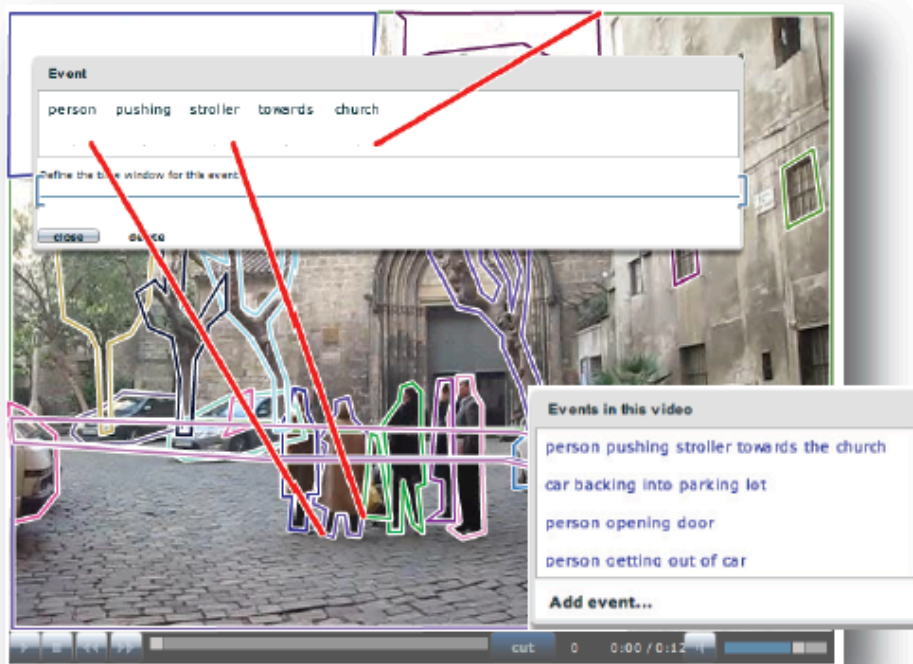 Event
person pushing stroller towards church
Define the time window for this event
close delete
Events in this video
person pushing stroller towards the church
car backing into parking lot
person opening door
person getting out of car
Add event...
cut 0 0:00 / 0:12